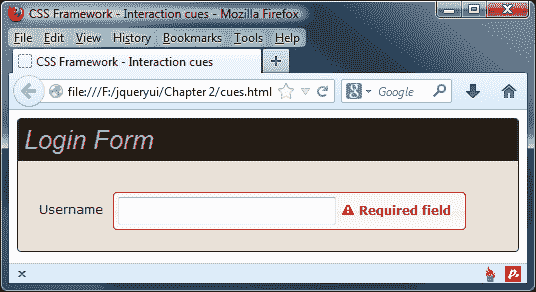 CSS Framework - Interaction cues - Mozilla Firefox
File Edit View History Bookmarks Tools Help
CSS Framework - Interaction cues +
file:///F:/jqueryui/Chapter 2/cues.html Google
Login Form
Username Required field